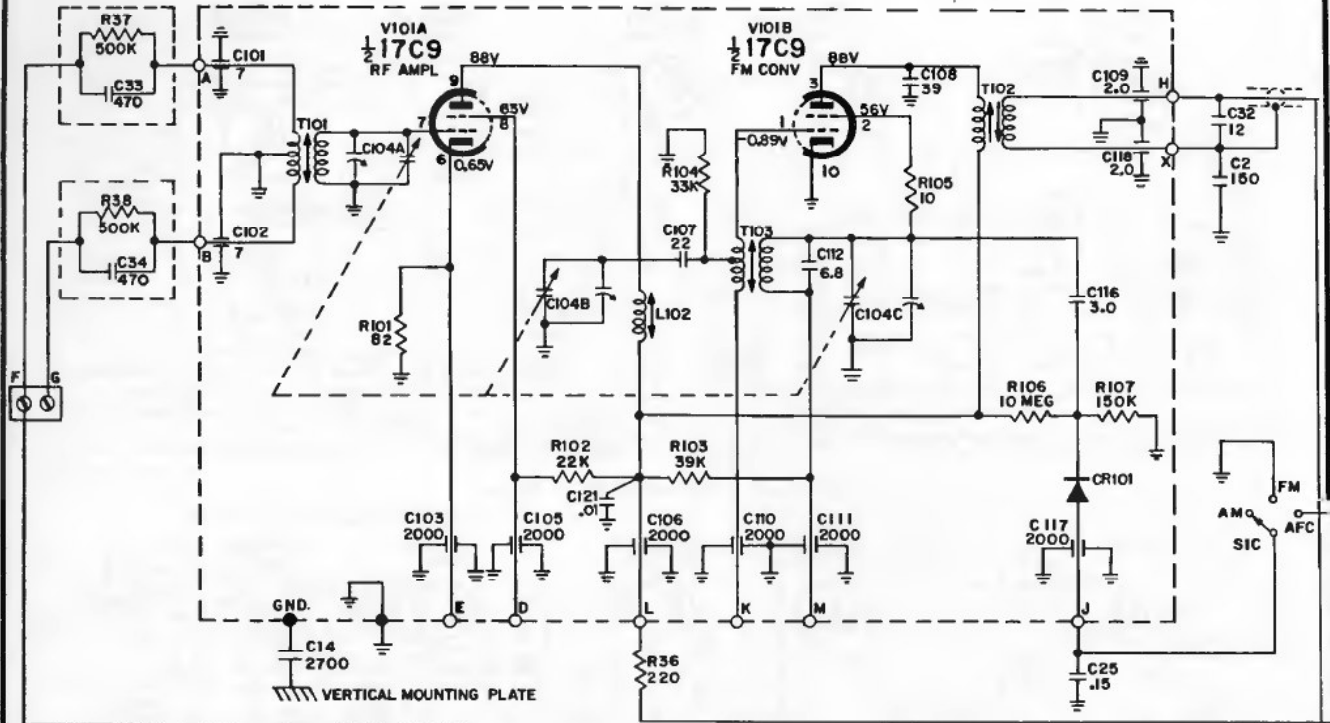 R37
500K
C33
470
A
C101
7
V101A
½ 17C9
RF AMPL
9
88V
63V
8
7
6
0.65V
T101
C104A
R38
500K
C34
470
B
C102
7
V101B
½ 17C9
FM CONV
3
88V
C108
39
1
-0.89V
56V
2
10
R104
33K
R105
10
T102
C109
2.0
H
C32
12
C118
2.0
X
C2
150
C107
22
T103
C112
6.8
C104B
L102
C104C
C116
3.0
R101
82
F G
R106
10 MEG
R107
150K
R102
22K
R103
39K
C121
.01
CR101
FM
AM
AFC
S1C
C103
2000
C105
2000
C106
2000
C110
2000
C111
2000
C117
2000
GND.
E
D
L
K
M
J
C14
2700
R36
220
C25
.15
VERTICAL MOUNTING PLATE